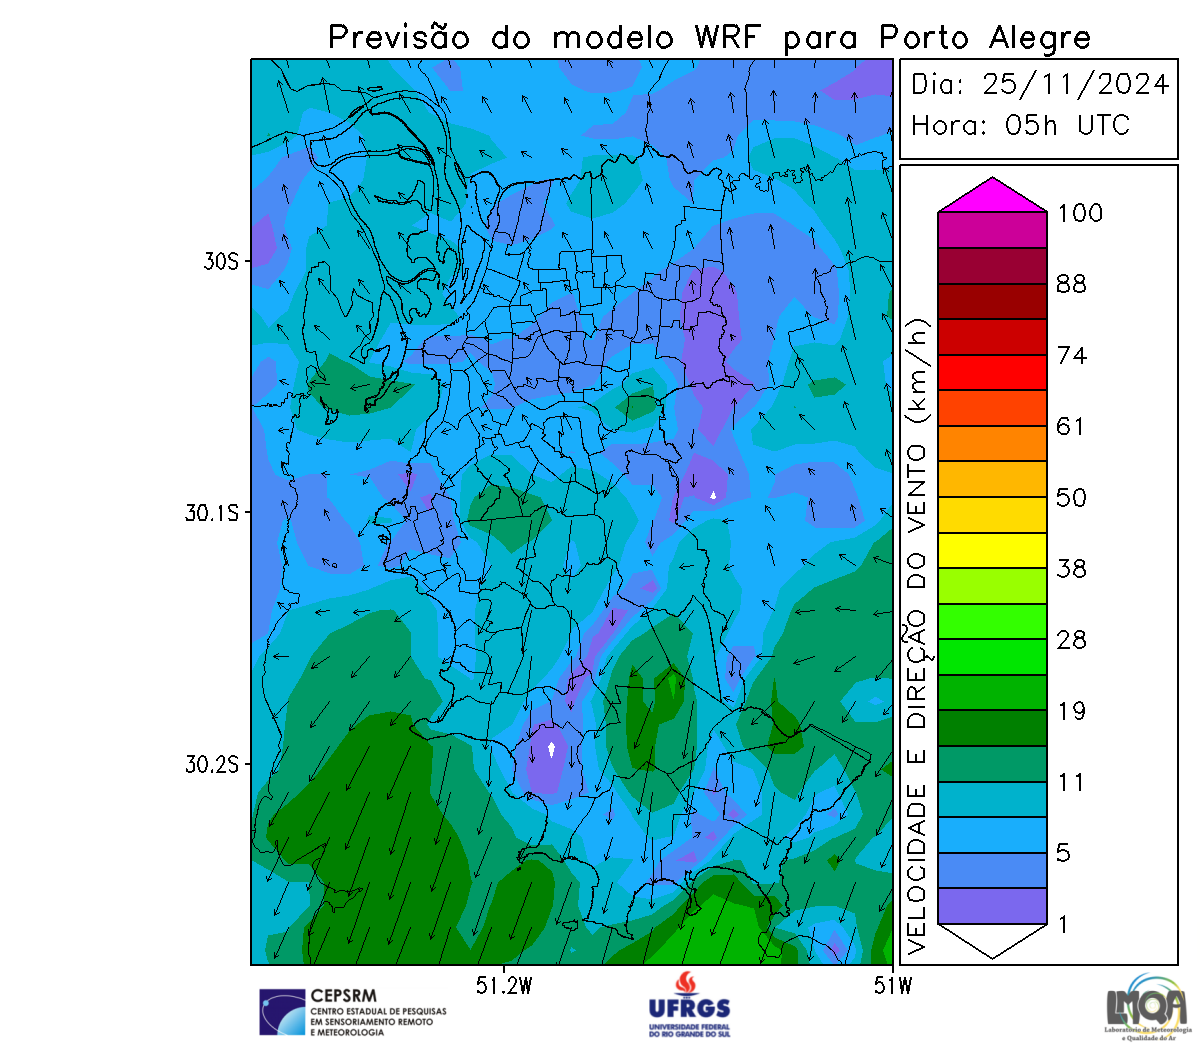 Previsão do modelo WRF para Porto Alegre
Dia: 25/11/2024
Hora: 05h UTC
30S
30.1S
30.2S
51.2W
51W
VELOCIDADE E DIREÇÃO DO VENTO (km/h)
100
88
74
61
50
38
28
19
11
5
1
CEPSRM
CENTRO ESTADUAL DE PESQUISAS
EM SENSORIAMENTO REMOTO
E METEOROLOGIA
UFRGS
UNIVERSIDADE FEDERAL
DO RIO GRANDE DO SUL
LMQA
Laboratório de Meteorologia
e Qualidade do Ar